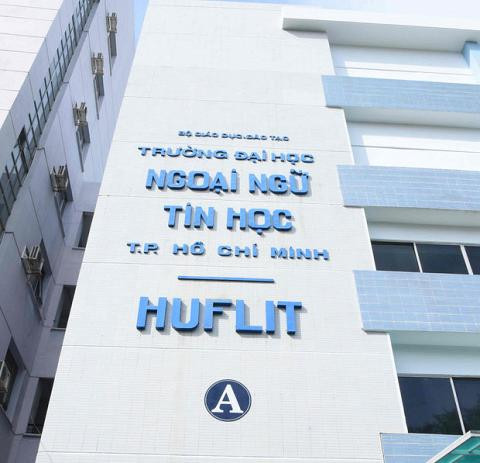 BỘ GIÁO DỤC-ĐÀO TẠO
TRƯỜNG ĐẠI HỌC
NGOẠI NGỮ
TIN HỌC
T.P. HỒ CHÍ MINH
HUFLIT
A